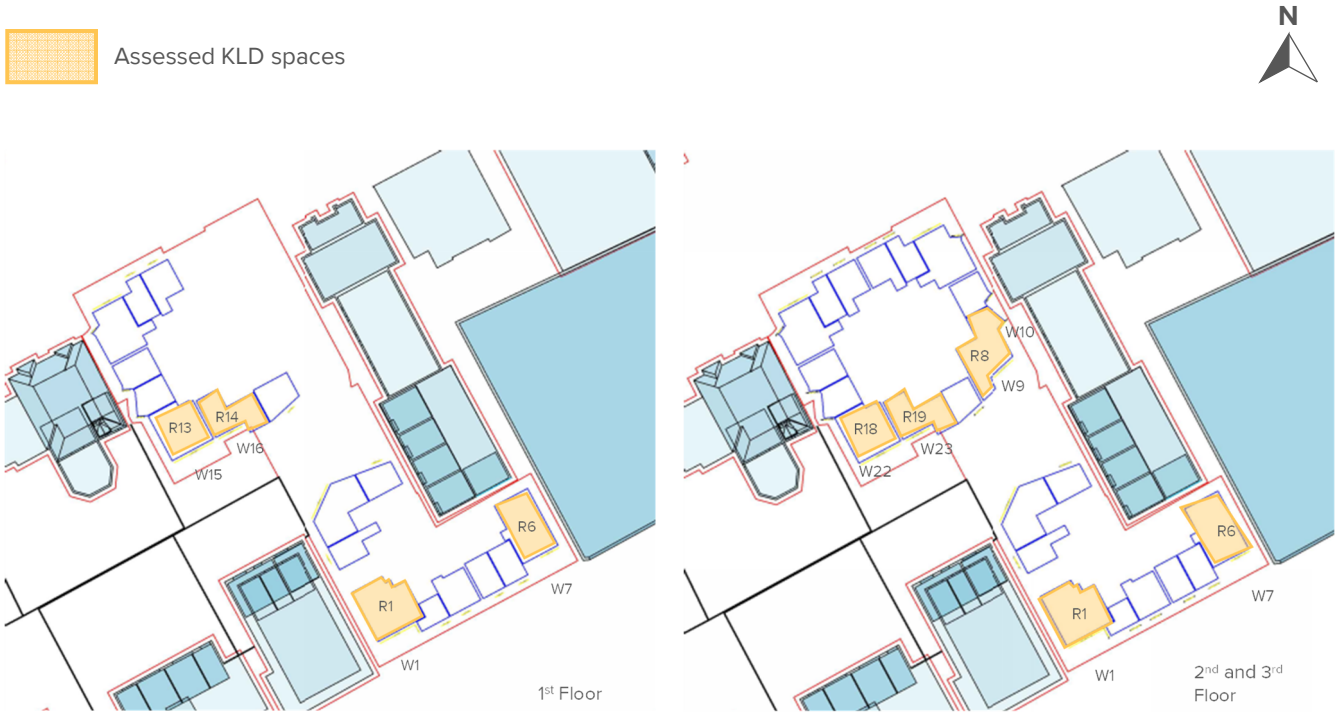 N
Assessed KLD spaces
R13
R14
W16
W15
R6
W7
R1
W1
1st Floor
W10
R8
W9
R19
R18
W23
W22
R6
W7
R1
W1
2nd and 3rd
Floor